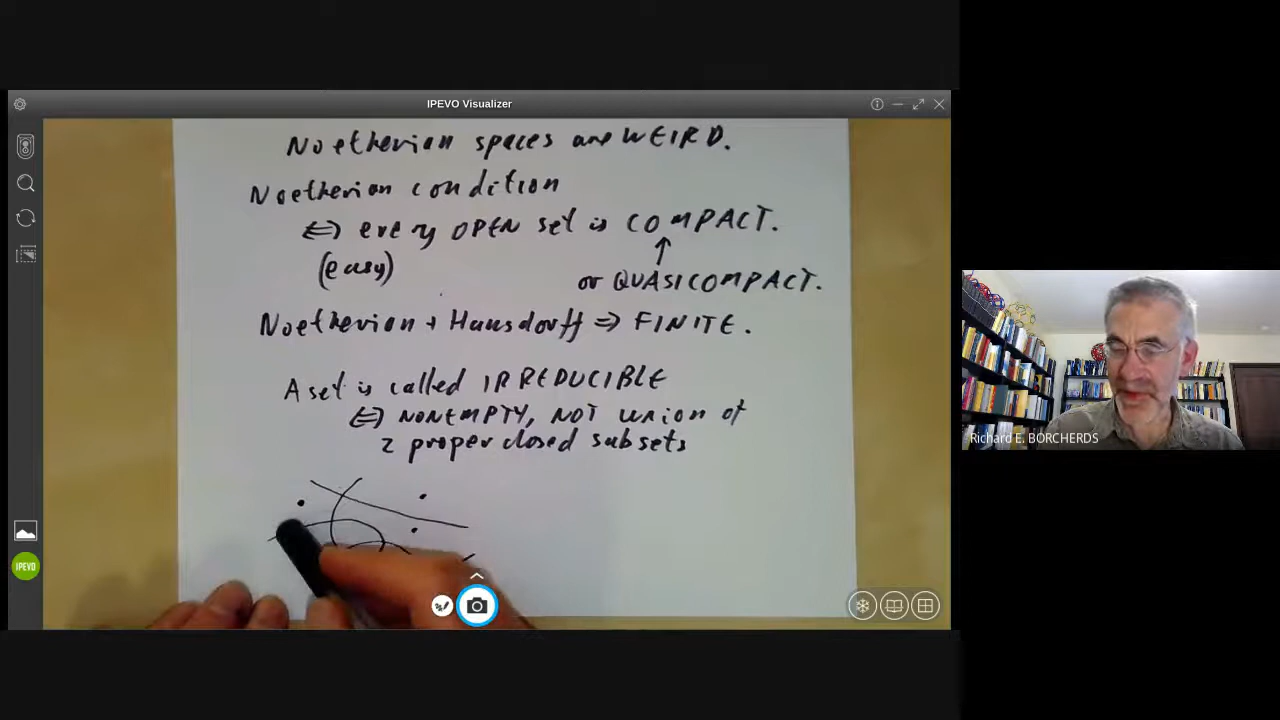 IPEVO Visualizer
Noetherian spaces are WEIRD.
Noetherian condition
⇔ every OPEN set is COMPACT.
(easy)
or QUASICOMPACT.
Noetherian + Hausdorff ⇒ FINITE.
A set is called IRREDUCIBLE
⇔ NONEMPTY, NOT union of
2 proper closed subsets
Richard E. BORCHERDS
IPEVO